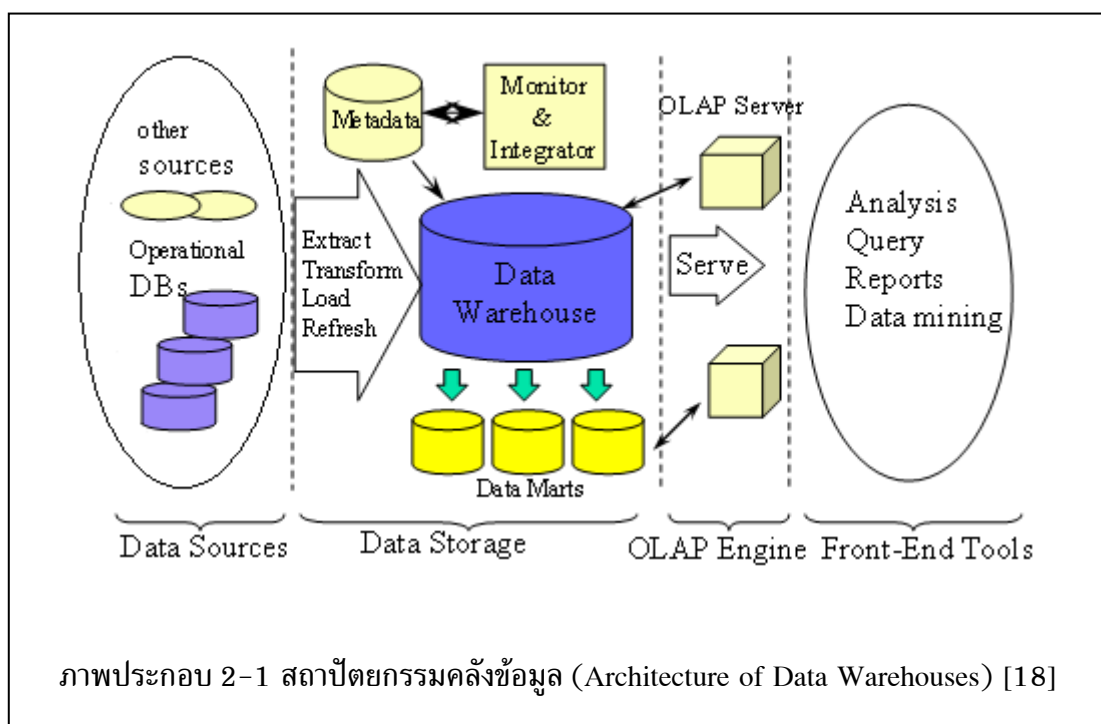 other
sources
Operational
DBs
Extract
Transform
Load
Refresh
Metadata
Monitor
&
Integrator
Data
Warehouse
Data Marts
OLAP Server
Serve
Analysis
Query
Reports
Data mining
Data Sources
Data Storage
OLAP Engine
Front-End Tools
ภาพประกอบ 2-1 สถาปัตยกรรมคลังข้อมูล (Architecture of Data Warehouses) [18]